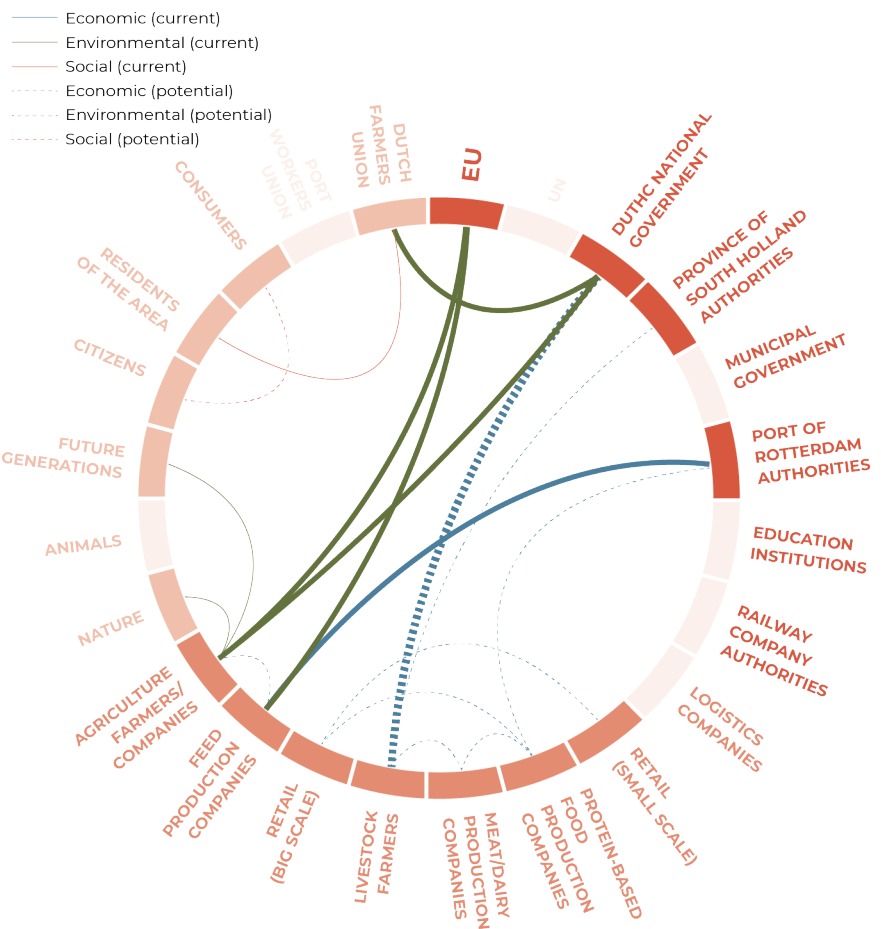 Economic (current)
Environmental (current)
Social (current)
Economic (potential)
Environmental (potential)
Social (potential)
EU
UN
DUTHC NATIONAL
GOVERNMENT
PROVINCE OF
SOUTH HOLLAND
AUTHORITIES
MUNICIPAL
GOVERNMENT
PORT OF
ROTTERDAM
AUTHORITIES
EDUCATION
INSTITUTIONS
RAILWAY
COMPANY
AUTHORITIES
LOGISTICS
COMPANIES
RETAIL
(SMALL SCALE)
PROTEIN-BASED
FOOD
PRODUCTION
COMPANIES
MEAT/DAIRY
PRODUCTION
COMPANIES
LIVESTOCK
FARMERS
RETAIL
(BIG SCALE)
FEED
PRODUCTION
COMPANIES
AGRICULTURE
FARMERS/
COMPANIES
NATURE
ANIMALS
FUTURE
GENERATIONS
CITIZENS
RESIDENTS
OF THE AREA
CONSUMERS
PORT
WORKERS
UNION
DUTCH
FARMERS
UNION